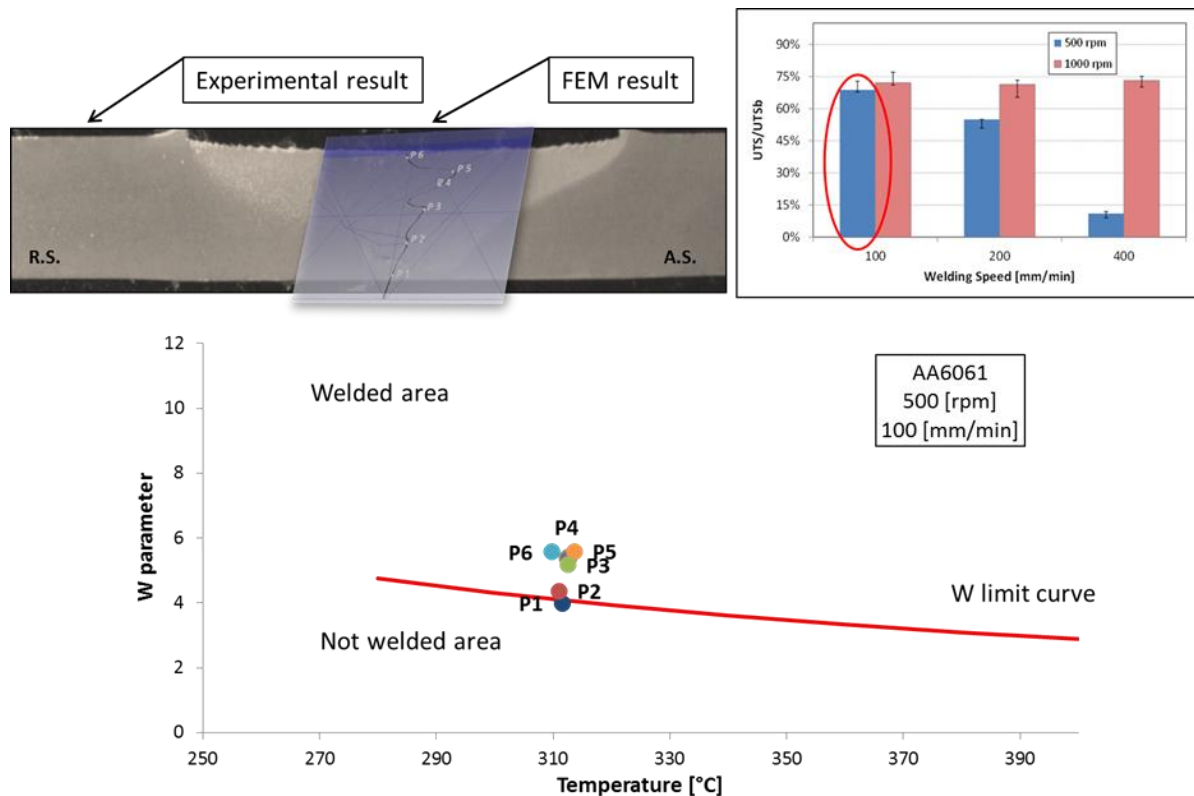 Experimental result
FEM result
P6
P5
P4
P3
P2
P1
R.S.
A.S.
90%
75%
60%
45%
30%
15%
0%
UTS/UTSb
500 rpm
1000 rpm
100
200
400
Welding Speed [mm/min]
12
10
8
6
4
2
0
W parameter
Welded area
AA6061
500 [rpm]
100 [mm/min]
P4
P6
P5
P3
P2
P1
W limit curve
Not welded area
250
270
290
310
330
350
370
390
Temperature [°C]